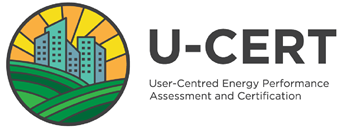 U-CERT
User-Centred Energy Performance
Assessment and Certification